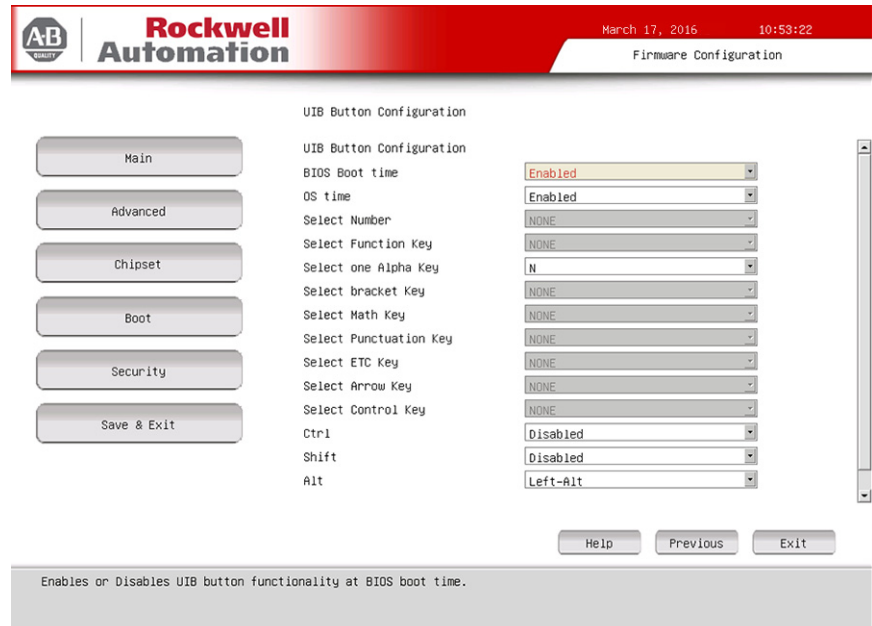 A-B
QUALITY
Rockwell
Automation
March 17, 2016 10:53:22
Firmware Configuration
UIB Button Configuration
Main
Advanced
Chipset
Boot
Security
Save & Exit
UIB Button Configuration
BIOS Boot time Enabled
OS time Enabled
Select Number NONE
Select Function Key NONE
Select one Alpha Key N
Select bracket Key NONE
Select Math Key NONE
Select Punctuation Key NONE
Select ETC Key NONE
Select Arrow Key NONE
Select Control Key NONE
Ctrl Disabled
Shift Disabled
Alt Left-Alt
Help Previous Exit
Enables or Disables UIB button functionality at BIOS boot time.